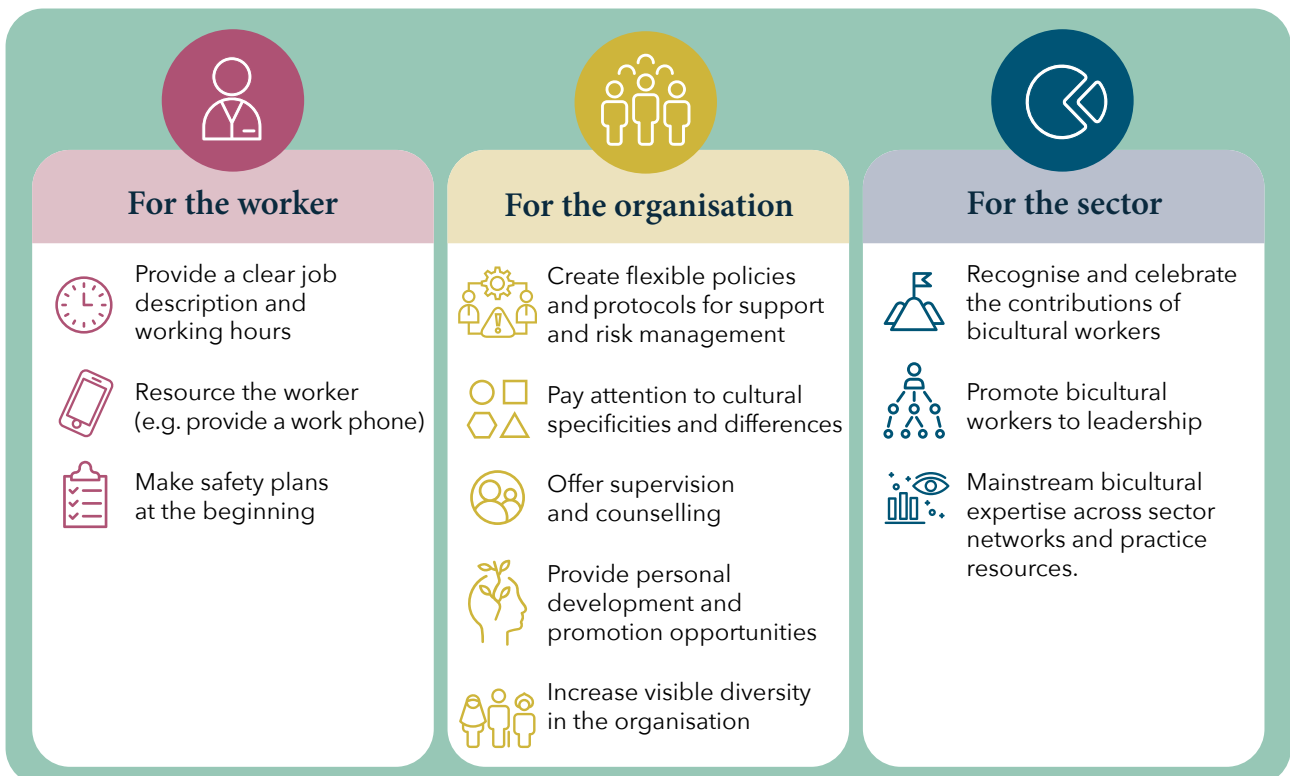 For the worker
Provide a clear job
description and
working hours
Resource the worker
(e.g. provide a work phone)
Make safety plans
at the beginning
For the organisation
Create flexible policies
and protocols for support
and risk management
Pay attention to cultural
specificities and differences
Offer supervision
and counselling
Provide personal
development and
promotion opportunities
Increase visible diversity
in the organisation
For the sector
Recognise and celebrate
the contributions of
bicultural workers
Promote bicultural
workers to leadership
Mainstream bicultural
expertise across sector
networks and practice
resources.